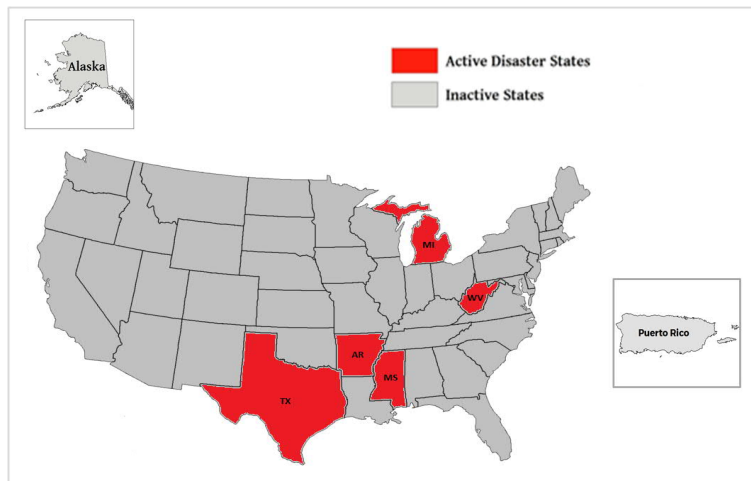 Alaska
Active Disaster States
Inactive States
MI
WV
AR
MS
TX
Puerto Rico